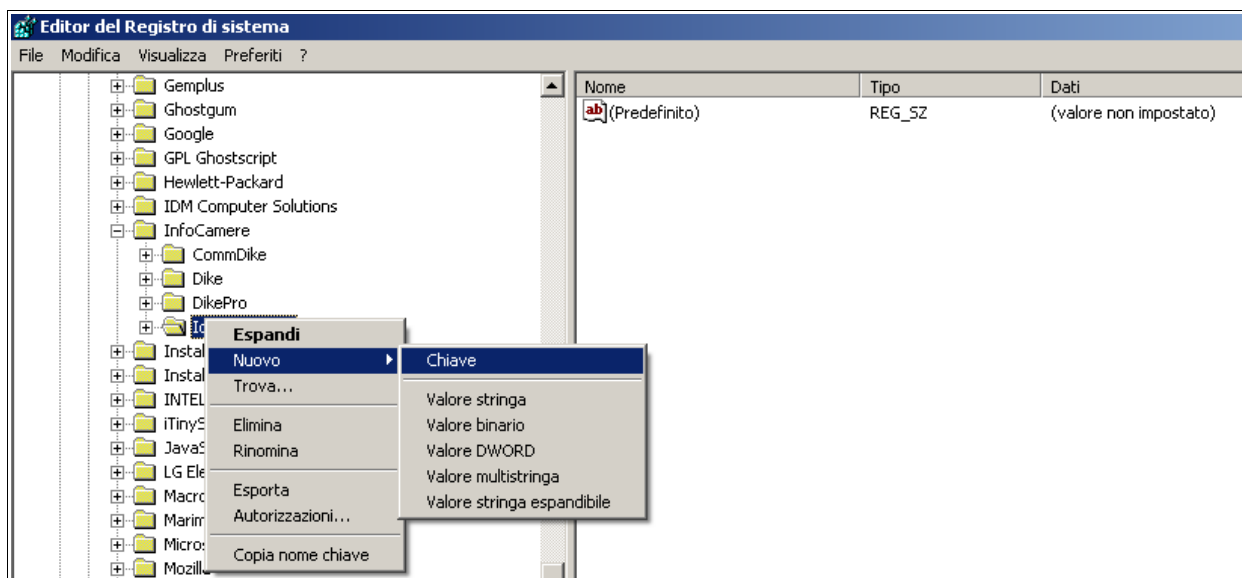 Editor del Registro di sistema
File Modifica Visualizza Preferiti ?
Gemplus
Ghostgum
Google
GPL Ghostscript
Hewlett-Packard
IDM Computer Solutions
InfoCamere
CommDike
Dike
DikePro
Nome Tipo Dati
ab (Predefinito) REG_SZ (valore non impostato)
Espandi
Nuovo
Trova...
Elimina
Rinomina
Esporta
Autorizzazioni...
Copia nome chiave
Chiave
Valore stringa
Valore binario
Valore DWORD
Valore multistringa
Valore stringa espandibile